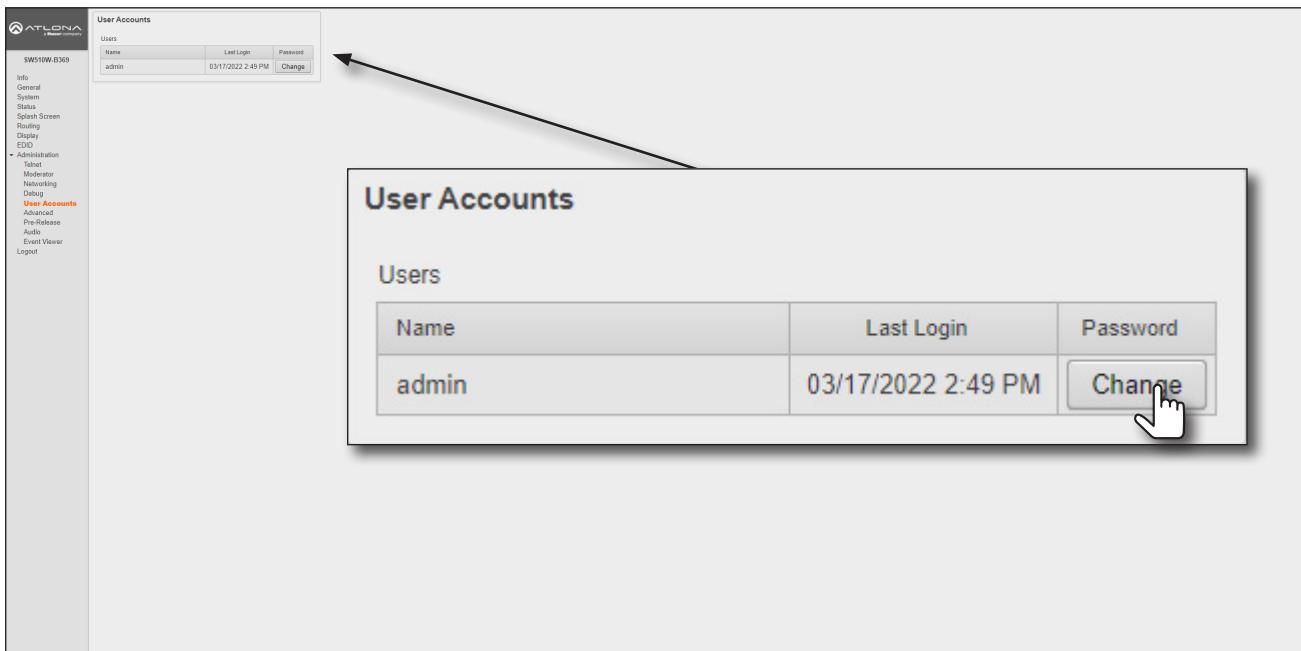 ATLONA
User Accounts
Users
Name Last Login Password
admin 03/17/2022 2:49 PM Change
SW510W-B369
Info
General
System
Status
Splash Screen
Routing
Display
EDID
Administration
Telnet
Moderator
Networking
Debug
User Accounts
Advanced
Pre-Release
Audio
Event Viewer
Logout
User Accounts
Users
Name Last Login Password
admin 03/17/2022 2:49 PM Change